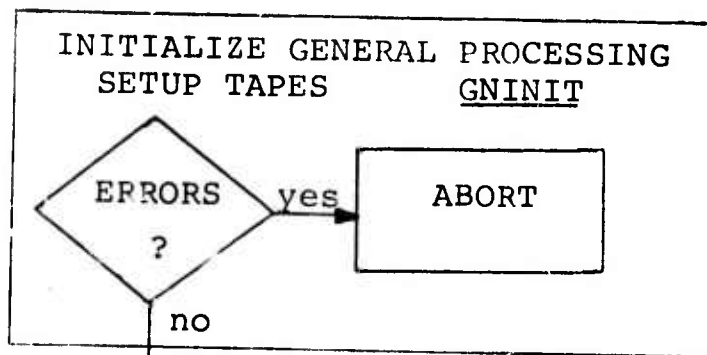 INITIALIZE GENERAL PROCESSING
SETUP TAPES GNINIT
ERRORS yes ABORT
?
no